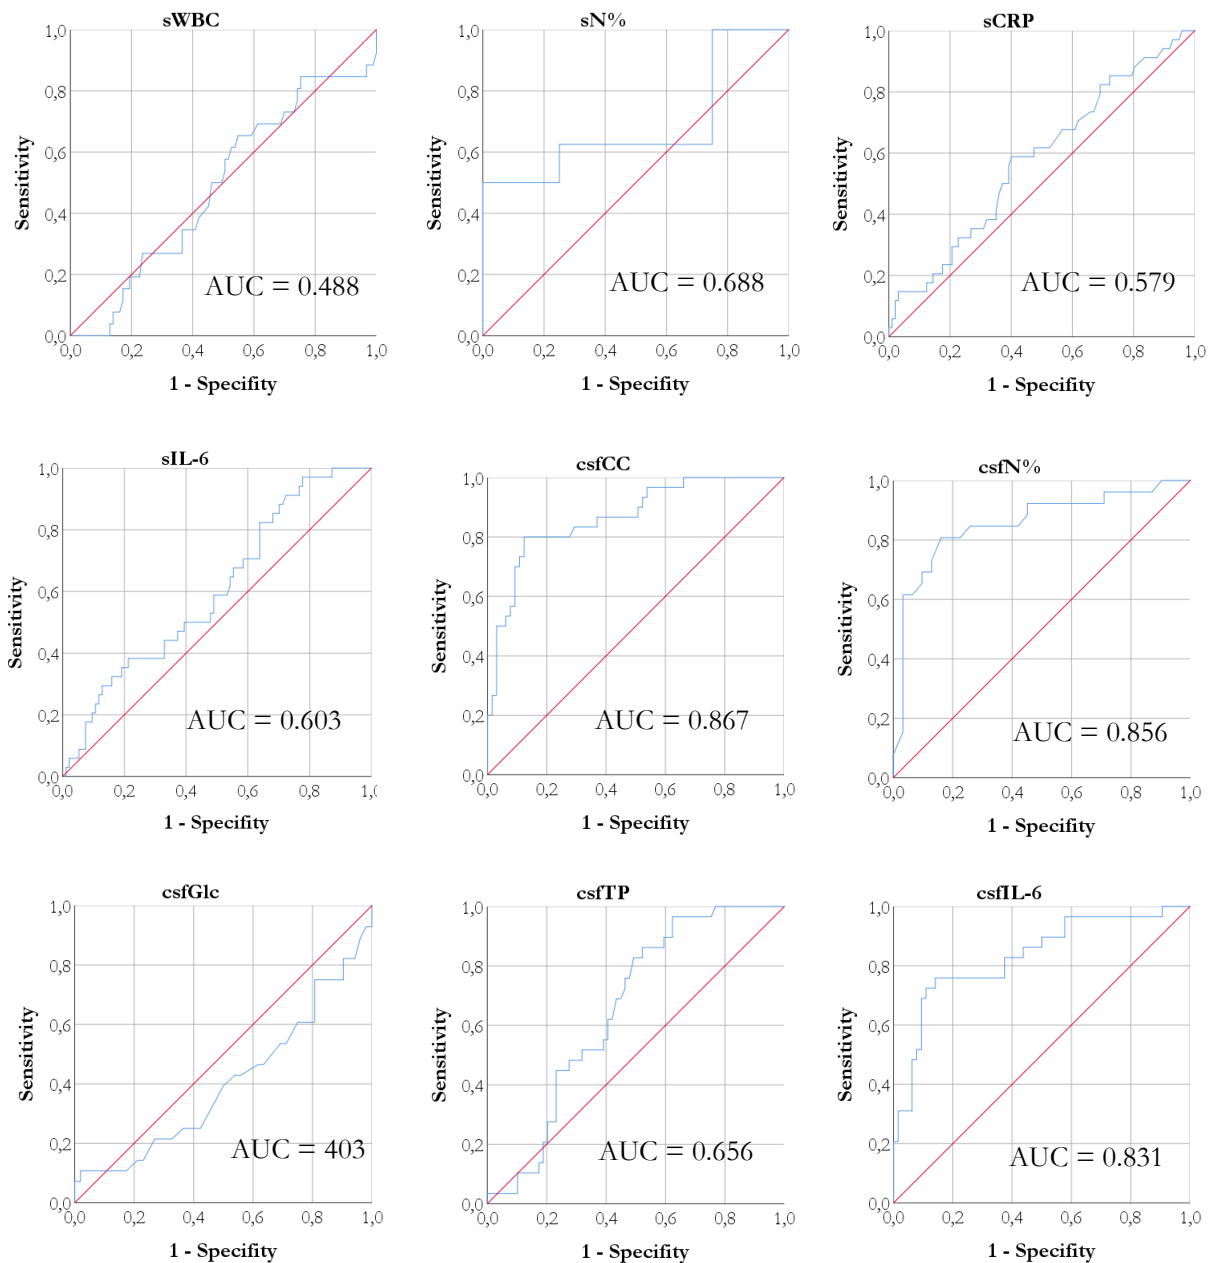 sWBC
1,0
0,8
0,6
0,4
0,2
0,0
Sensitivity
AUC = 0.488
0,0 0,2 0,4 0,6 0,8 1,0
1 - Specifity
sN%
1,0
0,8
0,6
0,4
0,2
0,0
Sensitivity
AUC = 0.688
0,0 0,2 0,4 0,6 0,8 1,0
1 - Specifity
sCRP
1,0
0,8
0,6
0,4
0,2
0,0
Sensitivity
AUC = 0.579
0,0 0,2 0,4 0,6 0,8 1,0
1 - Specifity
sIL-6
1,0
0,8
0,6
0,4
0,2
0,0
Sensitivity
AUC = 0.603
0,0 0,2 0,4 0,6 0,8 1,0
1 - Specifity
csfCC
1,0
0,8
0,6
0,4
0,2
0,0
Sensitivity
AUC = 0.867
0,0 0,2 0,4 0,6 0,8 1,0
1 - Specifity
csfN%
1,0
0,8
0,6
0,4
0,2
0,0
Sensitivity
AUC = 0.856
0,0 0,2 0,4 0,6 0,8 1,0
1 - Specifity
csfGlc
1,0
0,8
0,6
0,4
0,2
0,0
Sensitivity
AUC = 403
0,0 0,2 0,4 0,6 0,8 1,0
1 - Specifity
csfTP
1,0
0,8
0,6
0,4
0,2
0,0
Sensitivity
AUC = 0.656
0,0 0,2 0,4 0,6 0,8 1,0
1 - Specifity
csfIL-6
1,0
0,8
0,6
0,4
0,2
0,0
Sensitivity
AUC = 0.831
0,0 0,2 0,4 0,6 0,8 1,0
1 - Specifity